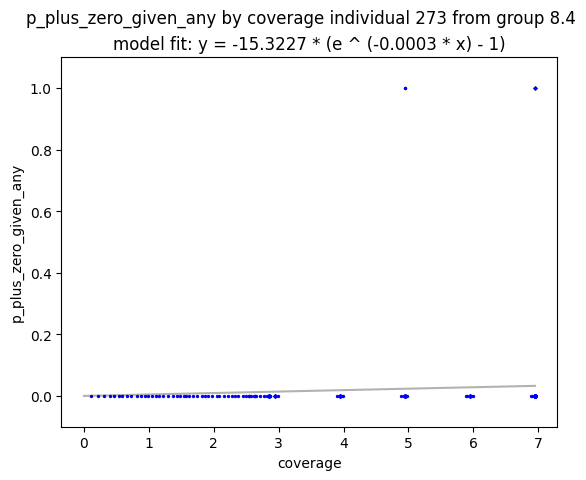 p_plus_zero_given_any by coverage individual 273 from group 8.4
model fit: y = -15.3227 * (e ^ (-0.0003 * x) - 1)
1.0
0.8
0.6
0.4
0.2
0.0
p_plus_zero_given_any
0 1 2 3 4 5 6 7
coverage